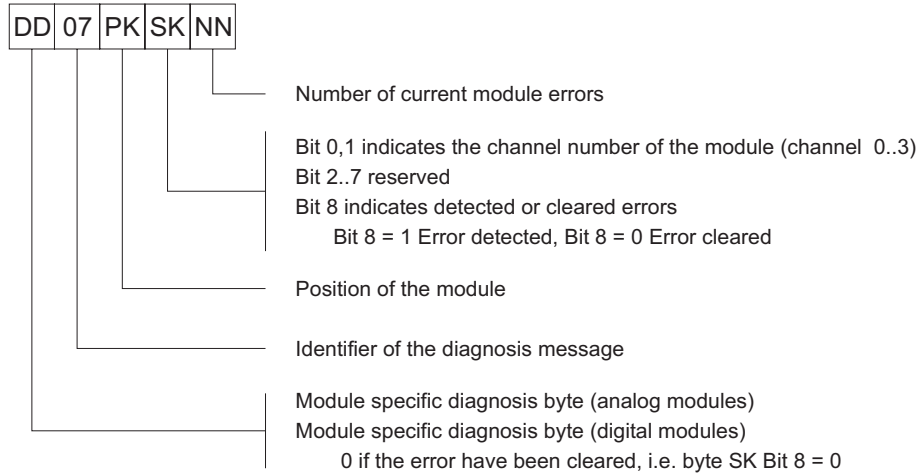 DD 07 PK SK NN
Number of current module errors
Bit 0,1 indicates the channel number of the module (channel 0..3)
Bit 2..7 reserved
Bit 8 indicates detected or cleared errors
Bit 8 = 1 Error detected, Bit 8 = 0 Error cleared
Position of the module
Identifier of the diagnosis message
Module specific diagnosis byte (analog modules)
Module specific diagnosis byte (digital modules)
0 if the error have been cleared, i.e. byte SK Bit 8 = 0